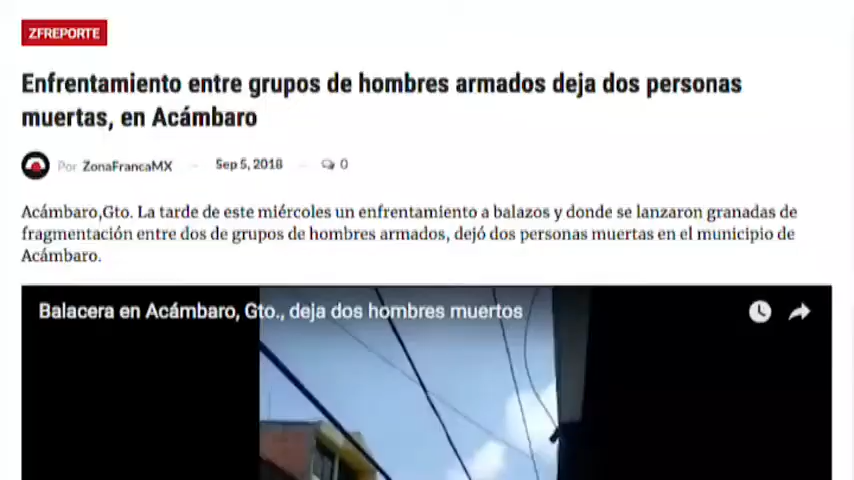 ZFREPORTE
Enfrentamiento entre grupos de hombres armados deja dos personas
muertas, en Acámbaro
Por ZonaFrancaMX — Sep 5, 2018 — 0
Acámbaro,Gto. La tarde de este miércoles un enfrentamiento a balazos y donde se lanzaron granadas de
fragmentación entre dos de grupos de hombres armados, dejó dos personas muertas en el municipio de
Acámbaro.
Balacera en Acámbaro, Gto., deja dos hombres muertos